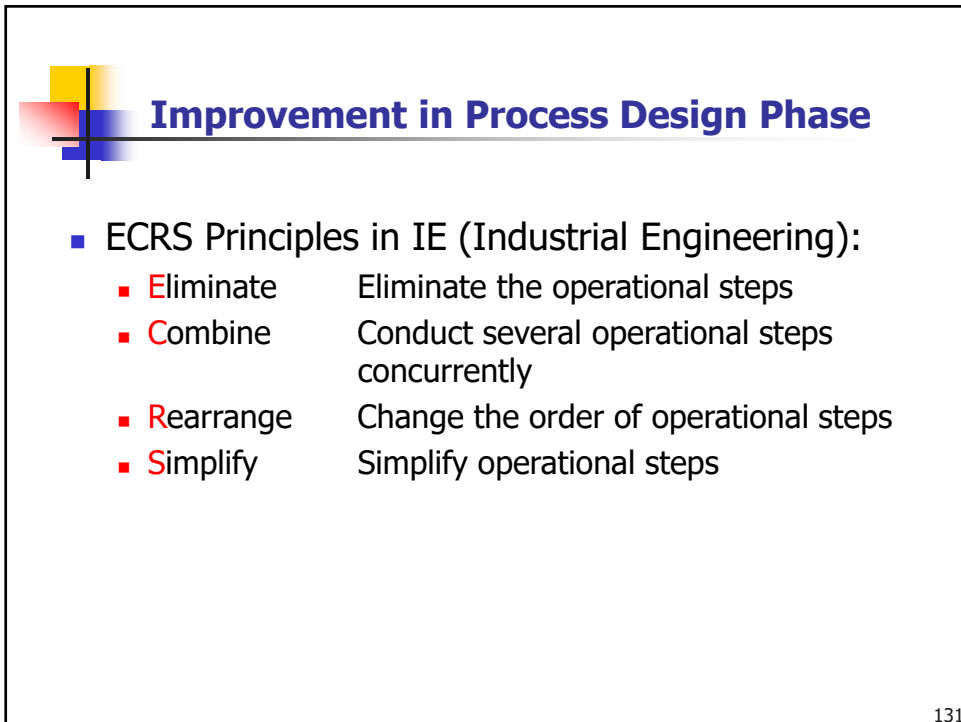 Improvement in Process Design Phase
ECRS Principles in IE (Industrial Engineering):
Eliminate Eliminate the operational steps
Combine Conduct several operational steps
concurrently
Rearrange Change the order of operational steps
Simplify Simplify operational steps
131